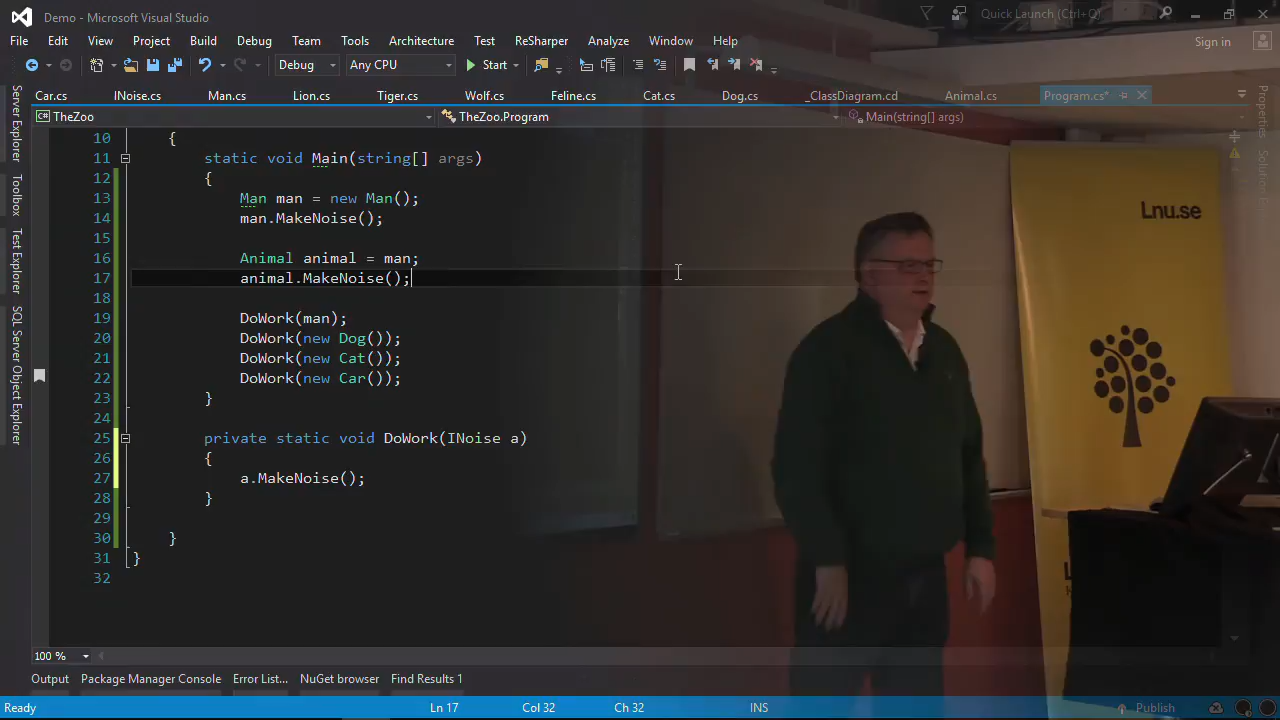 Demo - Microsoft Visual Studio
Quick Launch (Ctrl+Q)
File Edit View Project Build Debug Team Tools Architecture Test ReSharper Analyze Window Help
Sign in
Debug Any CPU Start
Car.cs INoise.cs Man.cs Lion.cs Tiger.cs Wolf.cs Feline.cs Cat.cs Dog.cs _ClassDiagram.cd Animal.cs Program.cs*
TheZoo TheZoo.Program Main(string[] args)
Server Explorer
Toolbox
Test Explorer
SQL Server Object Explorer
Properties
10 {
11 static void Main(string[] args)
12 {
13 Man man = new Man();
14 man.MakeNoise();
15
16 Animal animal = man;
17 animal.MakeNoise();
18
19 DoWork(man);
20 DoWork(new Dog());
21 DoWork(new Cat());
22 DoWork(new Car());
23 }
24
25 private static void DoWork(INoise a)
26 {
27 a.MakeNoise();
28 }
29
30 }
31 }
32
Lnu.se
100 %
Output Package Manager Console Error List... NuGet browser Find Results 1
Ready Ln 17 Col 32 Ch 32 INS Publish